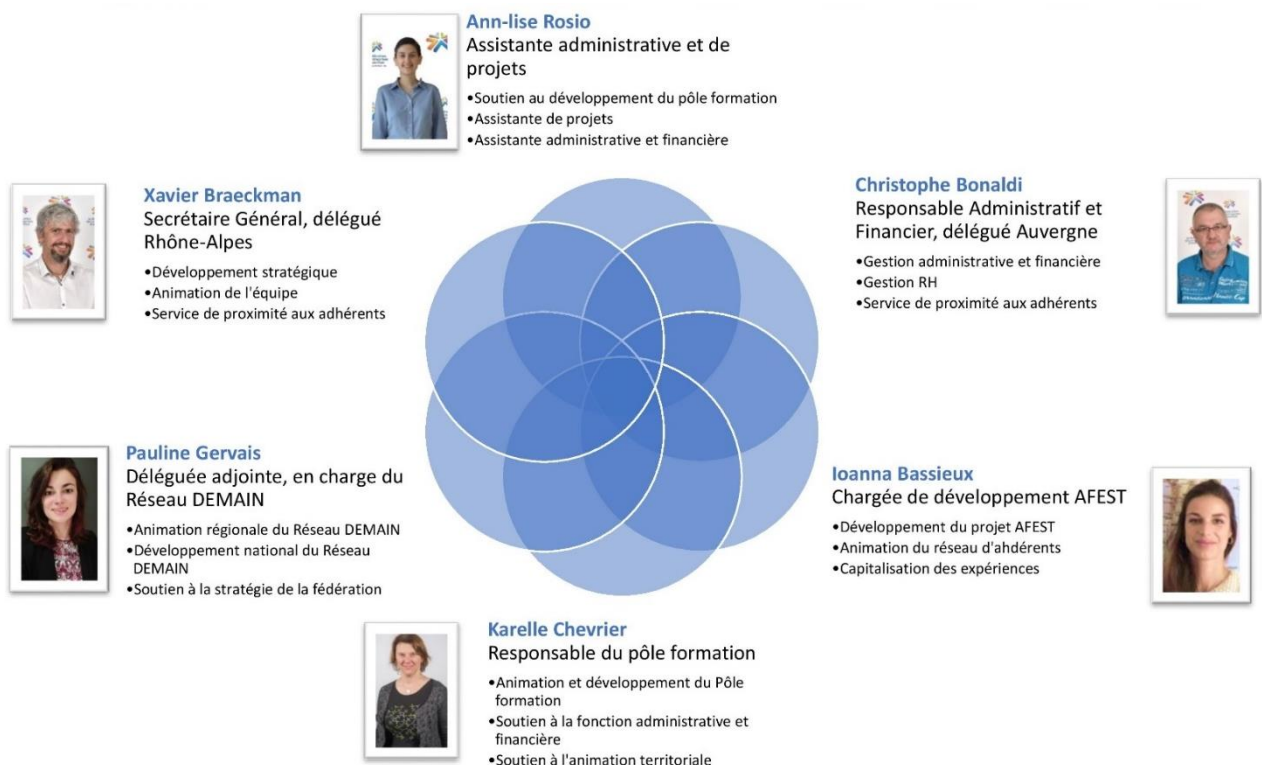 Ann-lise Rosio
Assistante administrative et de
projets
•Soutien au développement du pôle formation
•Assistante de projets
•Assistante administrative et financière
Xavier Braeckman
Secrétaire Général, délégué
Rhône-Alpes
•Développement stratégique
•Animation de l'équipe
•Service de proximité aux adhérents
Christophe Bonaldi
Responsable Administratif et
Financier, délégué Auvergne
•Gestion administrative et financière
•Gestion RH
•Service de proximité aux adhérents
Pauline Gervais
Déléguée adjointe, en charge du
Réseau DEMAIN
•Animation régionale du Réseau DEMAIN
•Développement national du Réseau
DEMAIN
•Soutien à la stratégie de la fédération
Ioanna Bassieux
Chargée de développement AFEST
•Développement du projet AFEST
•Animation du réseau d'ahdérents
•Capitalisation des expériences
Karelle Chevrier
Responsable du pôle formation
•Animation et développement du Pôle
formation
•Soutien à la fonction administrative et
financière
•Soutien à l'animation territoriale